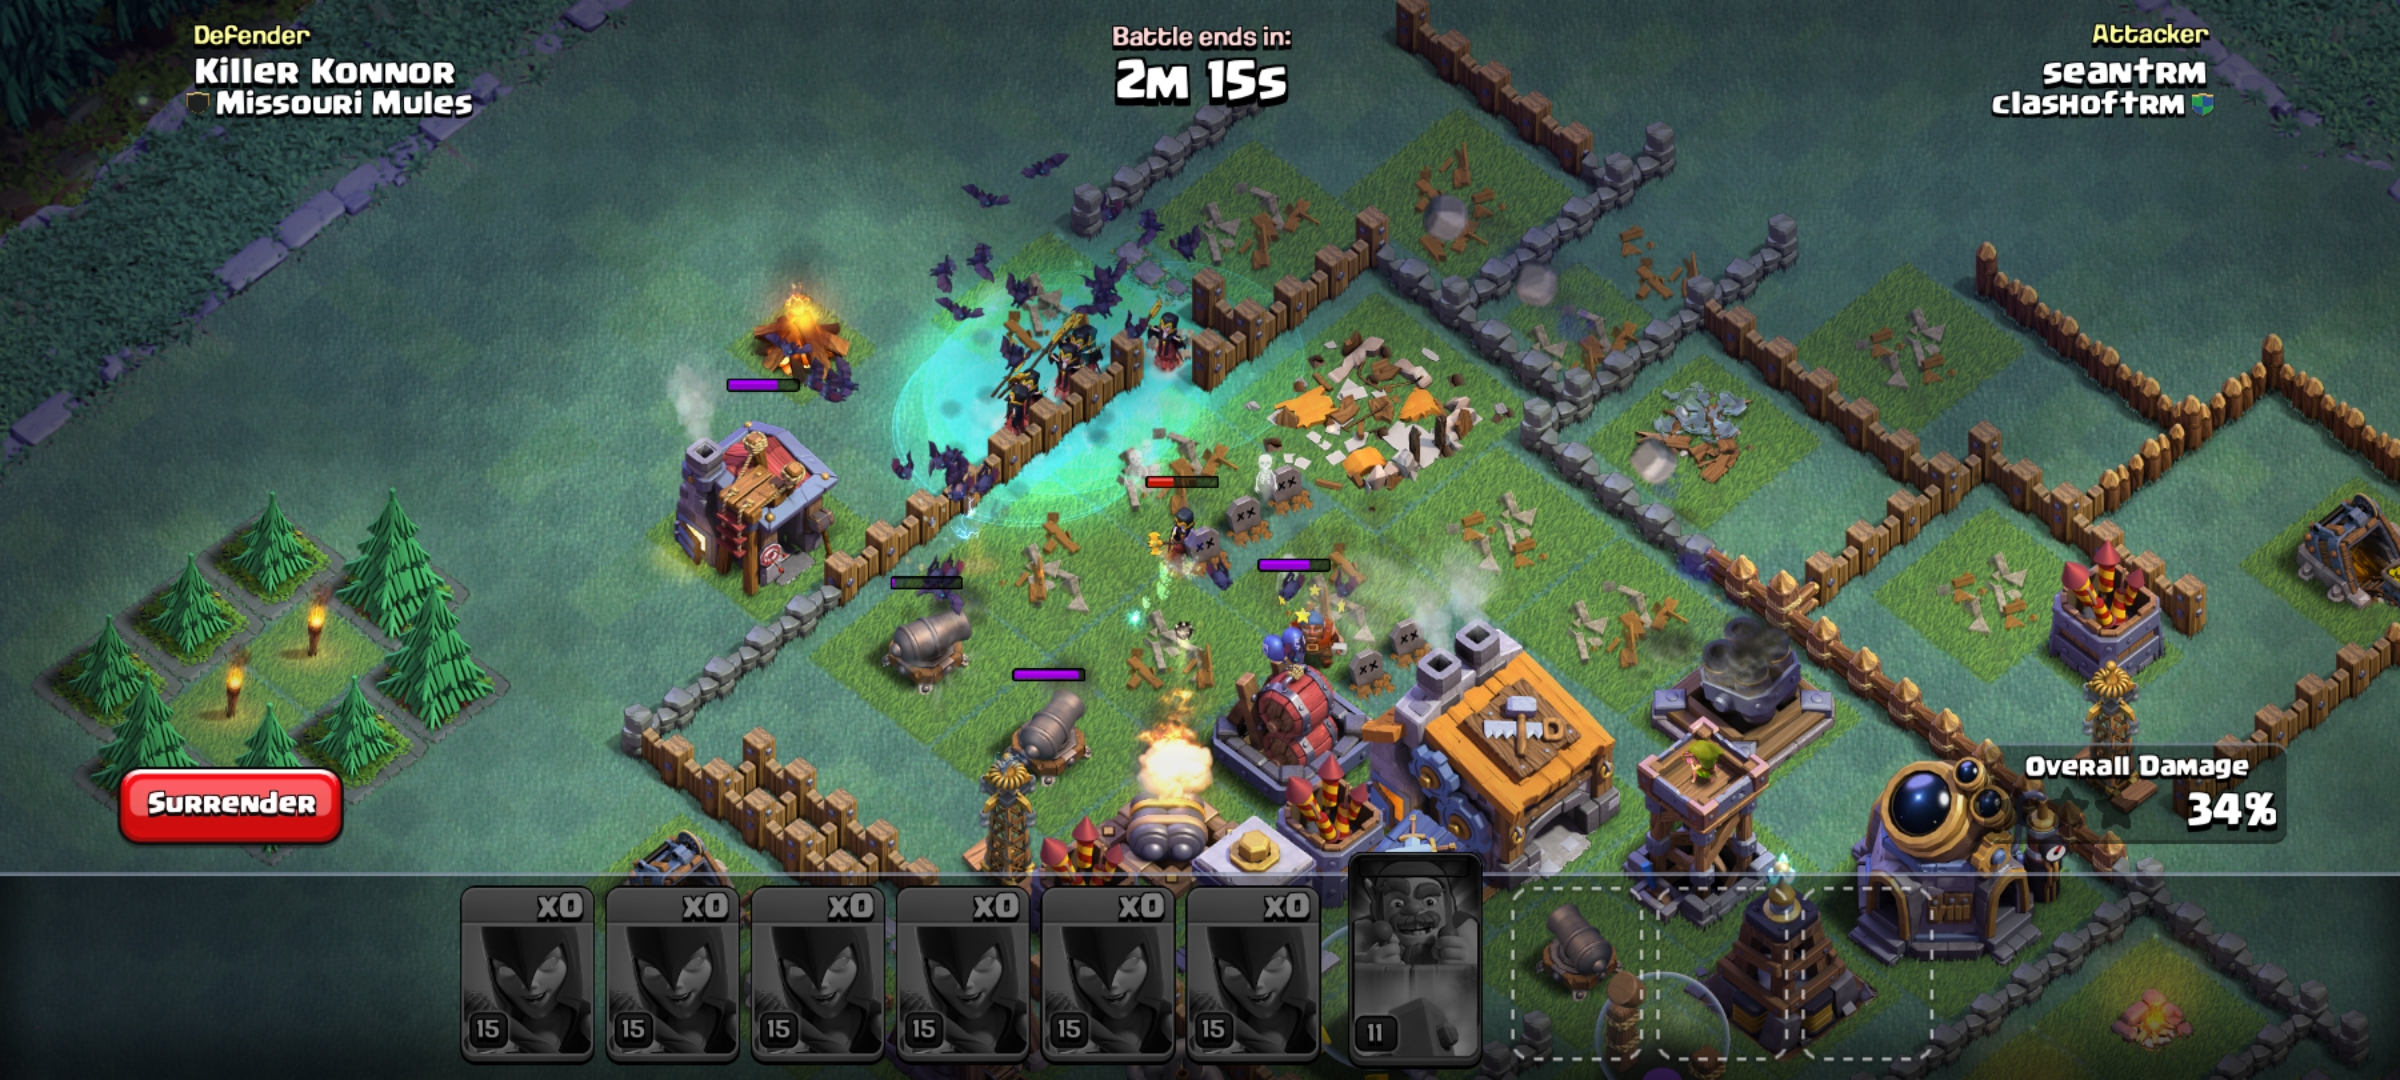 Defender
Killer Konnor
Missouri Mules
Battle ends in:
2m 15s
Attacker
seantrm
clashoftrm
Surrender
Overall Damage
34%
x0
x0
x0
x0
x0
x0
15
15
15
15
15
15
11